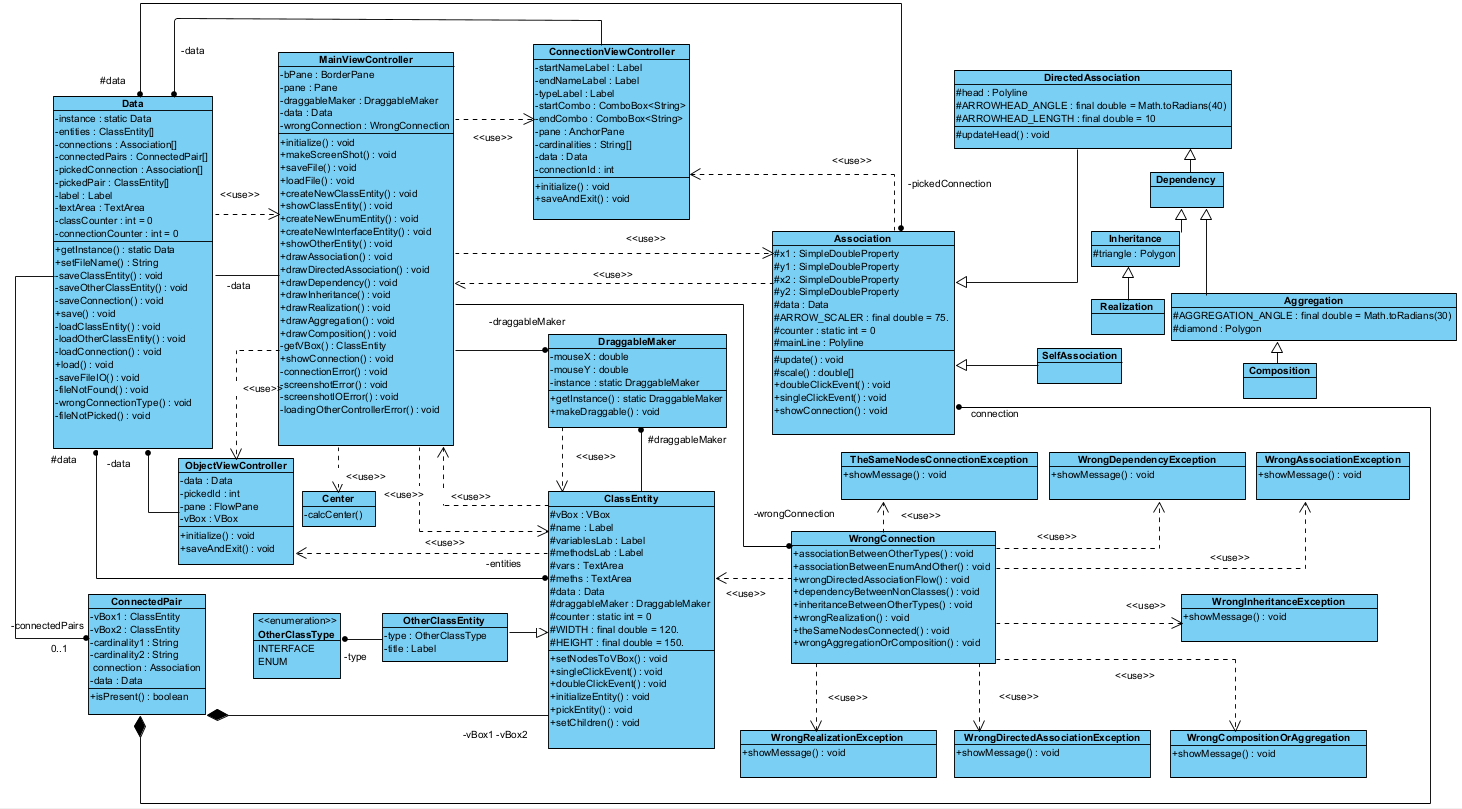 -data
#data
Data
-instance : static Data
-entities : ClassEntity[]
-connections : Association[]
-connectedPairs : ConnectedPair[]
-pickedConnection : Association[]
-pickedPair : ClassEntity[]
-label : Label
-textArea : TextArea
-classCounter : int = 0
-connectionCounter : int = 0
+getInstance() : static Data
+setFileName() : String
-saveClassEntity() : void
-saveOtherClassEntity() : void
-saveConnection() : void
+save() : void
-loadClassEntity() : void
-loadOtherClassEntity() : void
-loadConnection() : void
+load() : void
-saveFileIO() : void
-fileNotFound() : void
-wrongConnectionType() : void
-fileNotPicked() : void
<<use>>
-data
MainViewController
-bPane : BorderPane
-pane : Pane
-draggableMaker : DraggableMaker
-data : Data
-wrongConnection : WrongConnection
+initialize() : void
+makeScreenShot() : void
+saveFile() : void
+loadFile() : void
+createNewClassEntity() : void
+showClassEntity() : void
+createNewEnumEntity() : void
+createNewInterfaceEntity() : void
+showOtherEntity() : void
+drawAssociation() : void
+drawDirectedAssociation() : void
+drawDependency() : void
+drawInheritance() : void
+drawRealization() : void
+drawAggregation() : void
+drawComposition() : void
-getVBox() : ClassEntity
+showConnection() : void
-connectionError() : void
-screenshotError() : void
-screenshotIOError() : void
-loadingOtherControllerError() : void
<<use>>
ConnectionViewController
-startNameLabel : Label
-endNameLabel : Label
-typeLabel : Label
-startCombo : ComboBox<String>
-endCombo : ComboBox<String>
-pane : AnchorPane
-cardinalities : String[]
-data : Data
-connectionId : int
+initialize() : void
+saveAndExit() : void
<<use>>
-pickedConnection
<<use>>
<<use>>
Association
#x1 : SimpleDoubleProperty
#y1 : SimpleDoubleProperty
#x2 : SimpleDoubleProperty
#y2 : SimpleDoubleProperty
#data : Data
#ARROW_SCALER : final double = 75.
#counter : static int = 0
#mainLine : Polyline
#update() : void
#scale() : double[]
+doubleClickEvent() : void
+singleClickEvent() : void
+showConnection() : void
DirectedAssociation
#head : Polyline
#ARROWHEAD_ANGLE : final double = Math.toRadians(40)
#ARROWHEAD_LENGTH : final double = 10
#updateHead() : void
Dependency
Inheritance
#triangle : Polygon
Realization
Aggregation
#AGGREGATION_ANGLE : final double = Math.toRadians(30)
#diamond : Polygon
SelfAssociation
Composition
connection
-draggableMaker
DraggableMaker
-mouseX : double
-mouseY : double
-instance : static DraggableMaker
+getInstance() : static DraggableMaker
+makeDraggable() : void
#draggableMaker
<<use>>
<<use>>
#data
-data
ObjectViewController
-data : Data
-pickedId : int
-pane : FlowPane
-vBox : VBox
+initialize() : void
+saveAndExit() : void
<<use>>
Center
-calcCenter()
<<use>>
<<use>>
<<use>>
-entities
ClassEntity
#vBox : VBox
#name : Label
#variablesLab : Label
#methodsLab : Label
#vars : TextArea
#meths : TextArea
#data : Data
#draggableMaker : DraggableMaker
#counter : static int = 0
#WIDTH : final double = 120.
#HEIGHT : final double = 150.
+setNodesToVBox() : void
+singleClickEvent() : void
+doubleClickEvent() : void
+initializeEntity() : void
+pickEntity() : void
+setChildren() : void
-connectedPairs
0..1
ConnectedPair
-vBox1 : ClassEntity
-vBox2 : ClassEntity
-cardinality1 : String
-cardinality2 : String
connection : Association
-data : Data
+isPresent() : boolean
<<enumeration>>
OtherClassType
INTERFACE
ENUM
-type
OtherClassEntity
-type : OtherClassType
-title : Label
-vBox1 -vBox2
TheSameNodesConnectionException
+showMessage() : void
WrongDependencyException
+showMessage() : void
WrongAssociationException
+showMessage() : void
-wrongConnection
<<use>>
<<use>>
<<use>>
<<use>>
WrongConnection
+associationBetweenOtherTypes() : void
+associationBetweenEnumAndOther() : void
+wrongDirectedAssociationFlow() : void
+dependencyBetweenNonClasses() : void
+inheritanceBetweenOtherTypes() : void
+wrongRealization() : void
+theSameNodesConnected() : void
+wrongAggregationOrComposition() : void
<<use>>
WrongInheritanceException
+showMessage() : void
<<use>>
<<use>>
<<use>>
WrongRealizationException
+showMessage() : void
WrongDirectedAssociationException
+showMessage() : void
WrongCompositionOrAggregation
+showMessage() : void